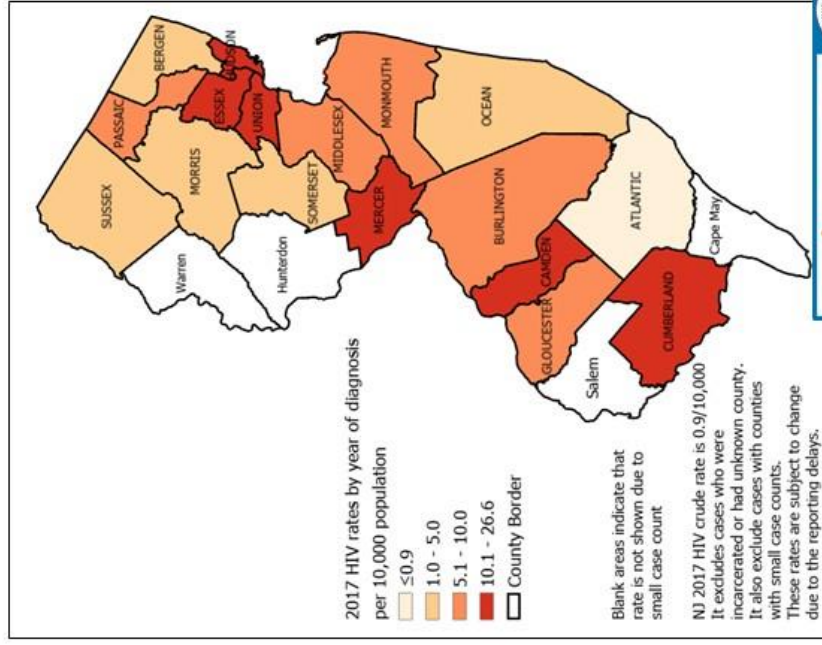 SUSSEX
PASSAIC
BERGEN
Warren
MORRIS
ESSEX
HUDSON
UNION
Hunterdon
SOMERSET
MIDDLESEX
MERCER
MONMOUTH
OCEAN
BURLINGTON
CAMDEN
GLOUCESTER
ATLANTIC
Salem
CUMBERLAND
Cape May
2017 HIV rates by year of diagnosis
per 10,000 population
≤0.9
1.0 - 5.0
5.1 - 10.0
10.1 - 26.6
County Border
Blank areas indicate that
rate is not shown due to
small case count
NJ 2017 HIV crude rate is 0.9/10,000
It excludes cases who were
incarcerated or had unknown county.
It also exclude cases with counties
with small case counts.
These rates are subject to change
due to the reporting delays.